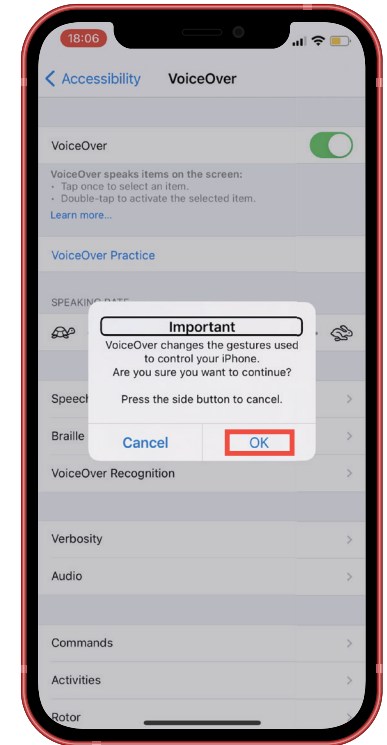 18:06
Accessibility VoiceOver
VoiceOver
VoiceOver speaks items on the screen:
• Tap once to select an item.
• Double-tap to activate the selected item.
Learn more...
VoiceOver Practice
Important
VoiceOver changes the gestures used
to control your iPhone.
Are you sure you want to continue?
Press the side button to cancel.
Cancel OK
Speech
Braille
VoiceOver Recognition
Verbosity
Audio
Commands
Activities
Rotor